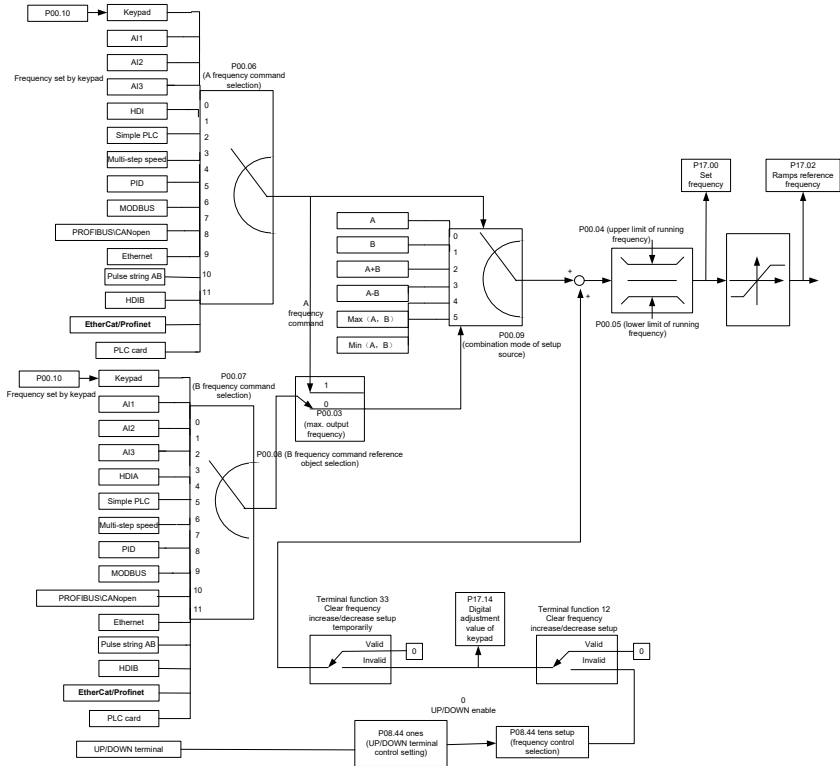 P00.10
Keypad
AI1
AI2
Frequency set by keypad
AI3
HDI
Simple PLC
Multi-step speed
PID
MODBUS
PROFIBUS\CANopen
Ethernet
Pulse string AB
HDIB
EtherCat/Profinet
PLC card
P00.06
(A frequency command
selection)
0
1
2
3
4
5
6
7
8
9
10
11
A
frequency
command
A
B
A+B
A-B
Max（A，B）
Min（A，B）
0
1
2
3
4
5
P00.09
(combination mode of setup
source)
+
+
P00.04 (upper limit of running
frequency)
P00.05 (lower limit of running
frequency)
P17.00
Set
frequency
P17.02
Ramps reference
frequency
P00.10
Frequency set by keypad
Keypad
AI1
AI2
AI3
HDIA
Simple PLC
Multi-step speed
PID
MODBUS
PROFIBUS\CANopen
Ethernet
Pulse string AB
HDIB
EtherCat/Profinet
PLC card
P00.07
(B frequency command
selection)
0
1
2
3
4
5
6
7
8
9
10
11
1
0
P00.03
(max. output
frequency)
P00.08 (B frequency command reference
object selection)
Terminal function 33
Clear frequency
increase/decrease setup
temporarily
Valid
Invalid
0
P17.14
Digital
adjustment
value of
keypad
Terminal function 12
Clear frequency
increase/decrease setup
Valid
Invalid
0
0
UP/DOWN enable
UP/DOWN terminal
P08.44 ones
(UP/DOWN terminal
control setting)
P08.44 tens setup
(frequency control
selection)